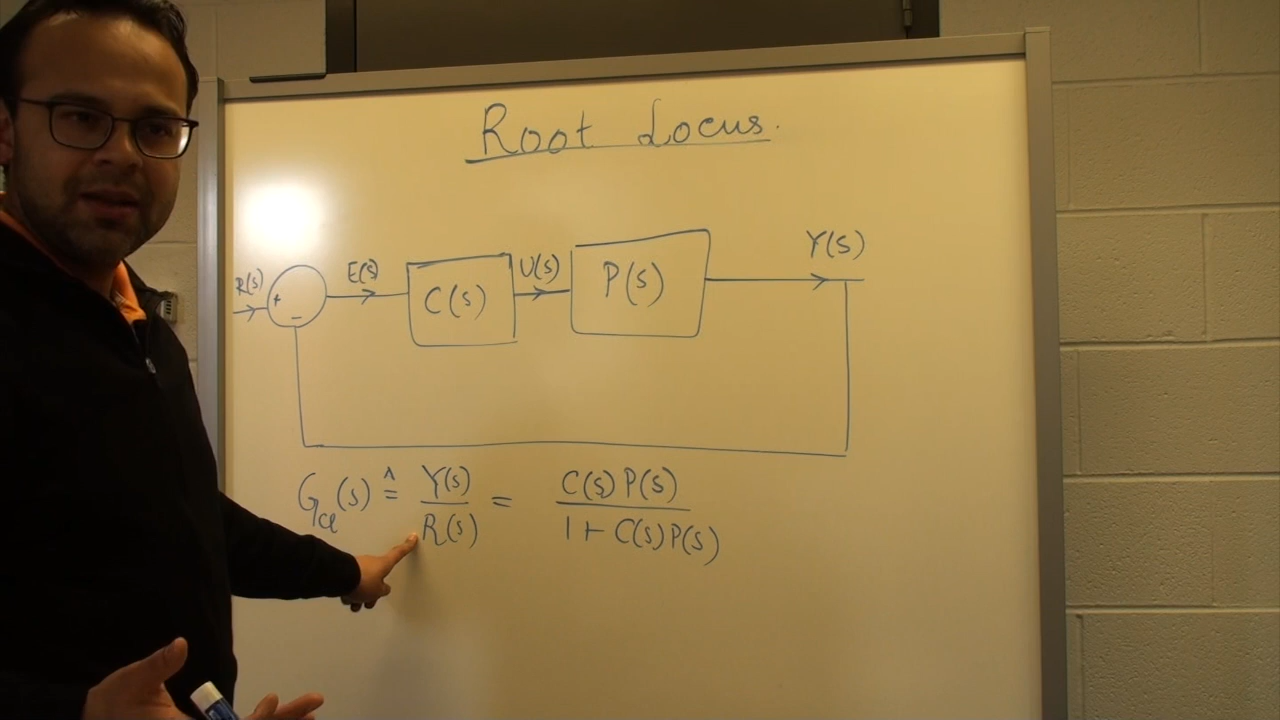 Root Locus.
R(s) + - E(s) C(s) U(s) P(s) Y(s)
G_cl(s) ≙ Y(s)/R(s) = C(s)P(s)/(1 + C(s)P(s))